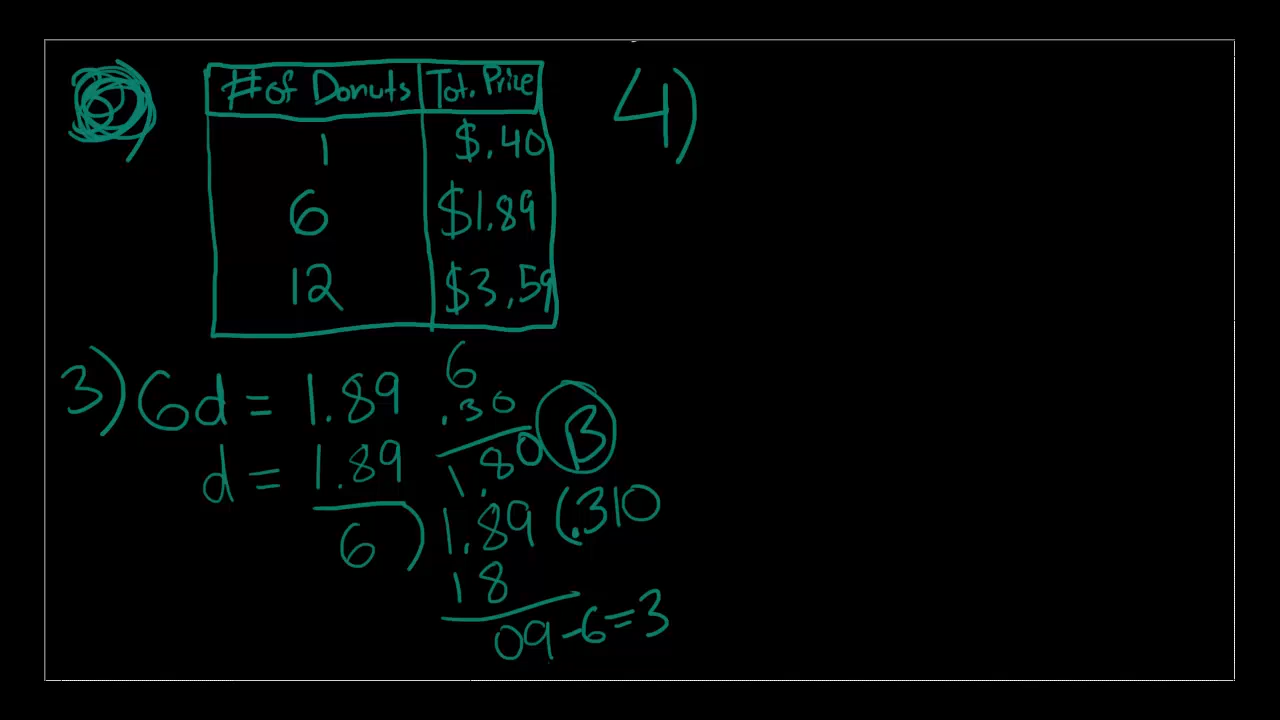 # of Donuts Tot. Price
1 $.40
6 $1.89
12 $3.59
4)
3) 6d = 1.89
d = 1.89
6
6
.30
1.80
B
) 1.89 (.310
18
09 - 6 = 3